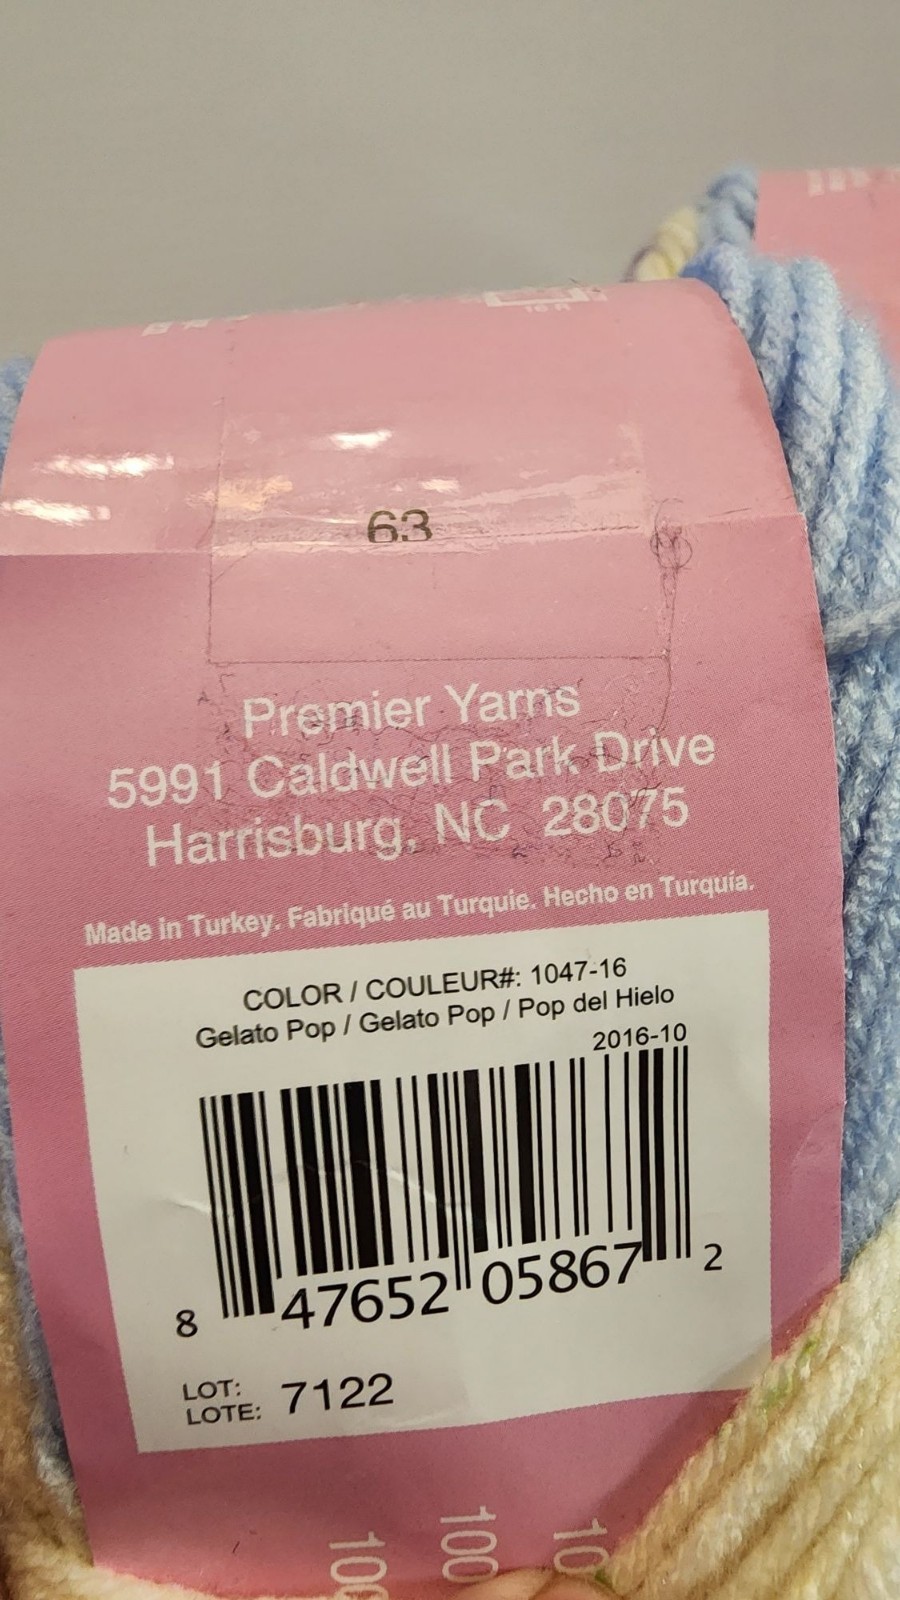 63
Premier Yarns
5991 Caldwell Park Drive
Harrisburg, NC 28075
Made in Turkey. Fabriqué au Turquie. Hecho en Turquía.
COLOR / COULEUR#: 1047-16
Gelato Pop / Gelato Pop / Pop del Hielo
2016-10
8 47652 05867 2
LOT: 7122
LOTE:
100
100